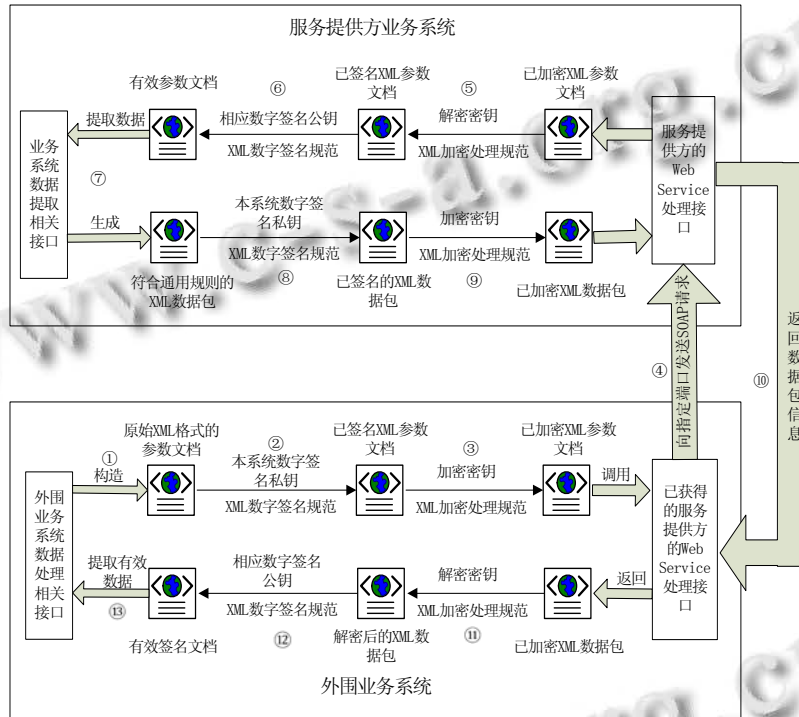 服务提供方业务系统
有效参数文档
⑥
已签名XML参数
文档
⑤
已加密XML参数
文档
提取数据
相应数字签名公钥
XML数字签名规范
解密密钥
XML加密处理规范
业务
系统
数据
提取
相关
接口
⑦
服务提
供方的
Web
Service
处理接
口
生成
本系统数字签
名私钥
XML数字签名规范
⑧
加密密钥
XML加密处理规范
⑨
符合通用规则的
XML数据包
已签名的XML数
据包
已加密XML数据包
④
向指定端口发送SOAP请求
⑩
返
回
数
据
包
信
息
原始XML格式的
参数文档
①
构造
②
本系统数字签
名私钥
XML数字签名规范
已签名XML参数
文档
③
加密密钥
XML加密处理规范
已加密XML参数
文档
调用
外围
业务
系统
数据
处理
相关
接口
已获得
的服务
提供方
的Web
Service
处理接
口
提取有效
数据
⑬
相应数字签名
公钥
XML数字签名规范
⑫
解密密钥
XML加密处理规范
⑪
返回
有效签名文档
解密后的XML数
据包
已加密XML数据包
外围业务系统
www.c-s-a.org.c